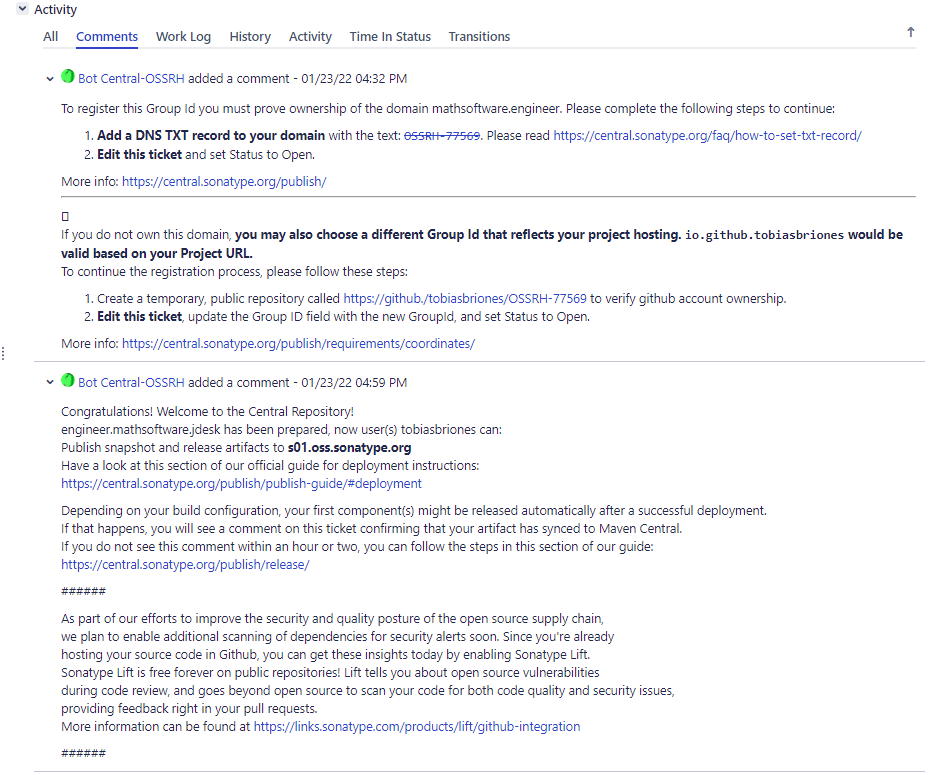 Activity
All Comments Work Log History Activity Time In Status Transitions
Bot Central-OSSRH added a comment - 01/23/22 04:32 PM
To register this Group Id you must prove ownership of the domain mathsoftware.engineer. Please complete the following steps to continue:
1. Add a DNS TXT record to your domain with the text: OSSRH-77569. Please read https://central.sonatype.org/faq/how-to-set-txt-record/
2. Edit this ticket and set Status to Open.
More info: https://central.sonatype.org/publish/
If you do not own this domain, you may also choose a different Group Id that reflects your project hosting. io.github.tobiasbriones would be
valid based on your Project URL.
To continue the registration process, please follow these steps:
1. Create a temporary, public repository called https://github./tobiasbriones/OSSRH-77569 to verify github account ownership.
2. Edit this ticket, update the Group ID field with the new GroupId, and set Status to Open.
More info: https://central.sonatype.org/publish/requirements/coordinates/
Bot Central-OSSRH added a comment - 01/23/22 04:59 PM
Congratulations! Welcome to the Central Repository!
engineer.mathsoftware.jdesk has been prepared, now user(s) tobiasbriones can:
Publish snapshot and release artifacts to s01.oss.sonatype.org
Have a look at this section of our official guide for deployment instructions:
https://central.sonatype.org/publish/publish-guide/#deployment
Depending on your build configuration, your first component(s) might be released automatically after a successful deployment.
If that happens, you will see a comment on this ticket confirming that your artifact has synced to Maven Central.
If you do not see this comment within an hour or two, you can follow the steps in this section of our guide:
https://central.sonatype.org/publish/release/
######
As part of our efforts to improve the security and quality posture of the open source supply chain,
we plan to enable additional scanning of dependencies for security alerts soon. Since you're already
hosting your source code in Github, you can get these insights today by enabling Sonatype Lift.
Sonatype Lift is free forever on public repositories! Lift tells you about open source vulnerabilities
during code review, and goes beyond open source to scan your code for both code quality and security issues,
providing feedback right in your pull requests.
More information can be found at https://links.sonatype.com/products/lift/github-integration
######